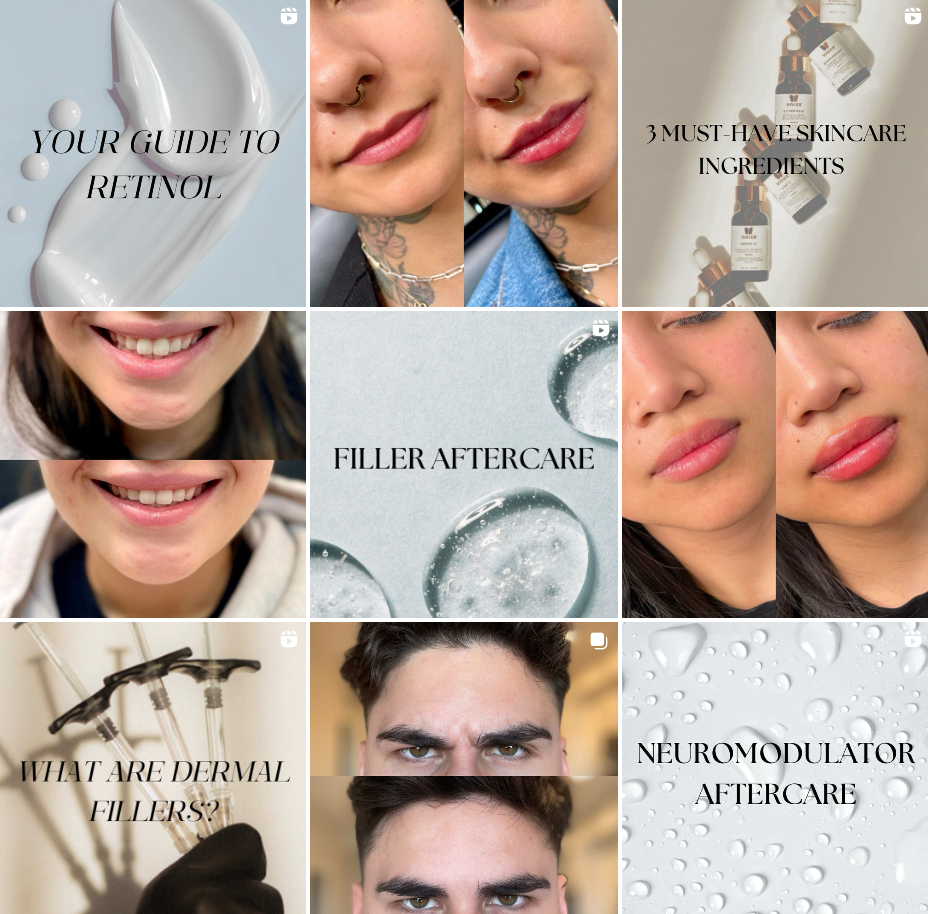 YOUR GUIDE TO
RETINOL
3 MUST-HAVE SKINCARE
INGREDIENTS
FILLER AFTERCARE
WHAT ARE DERMAL
FILLERS?
NEUROMODULATOR
AFTERCARE